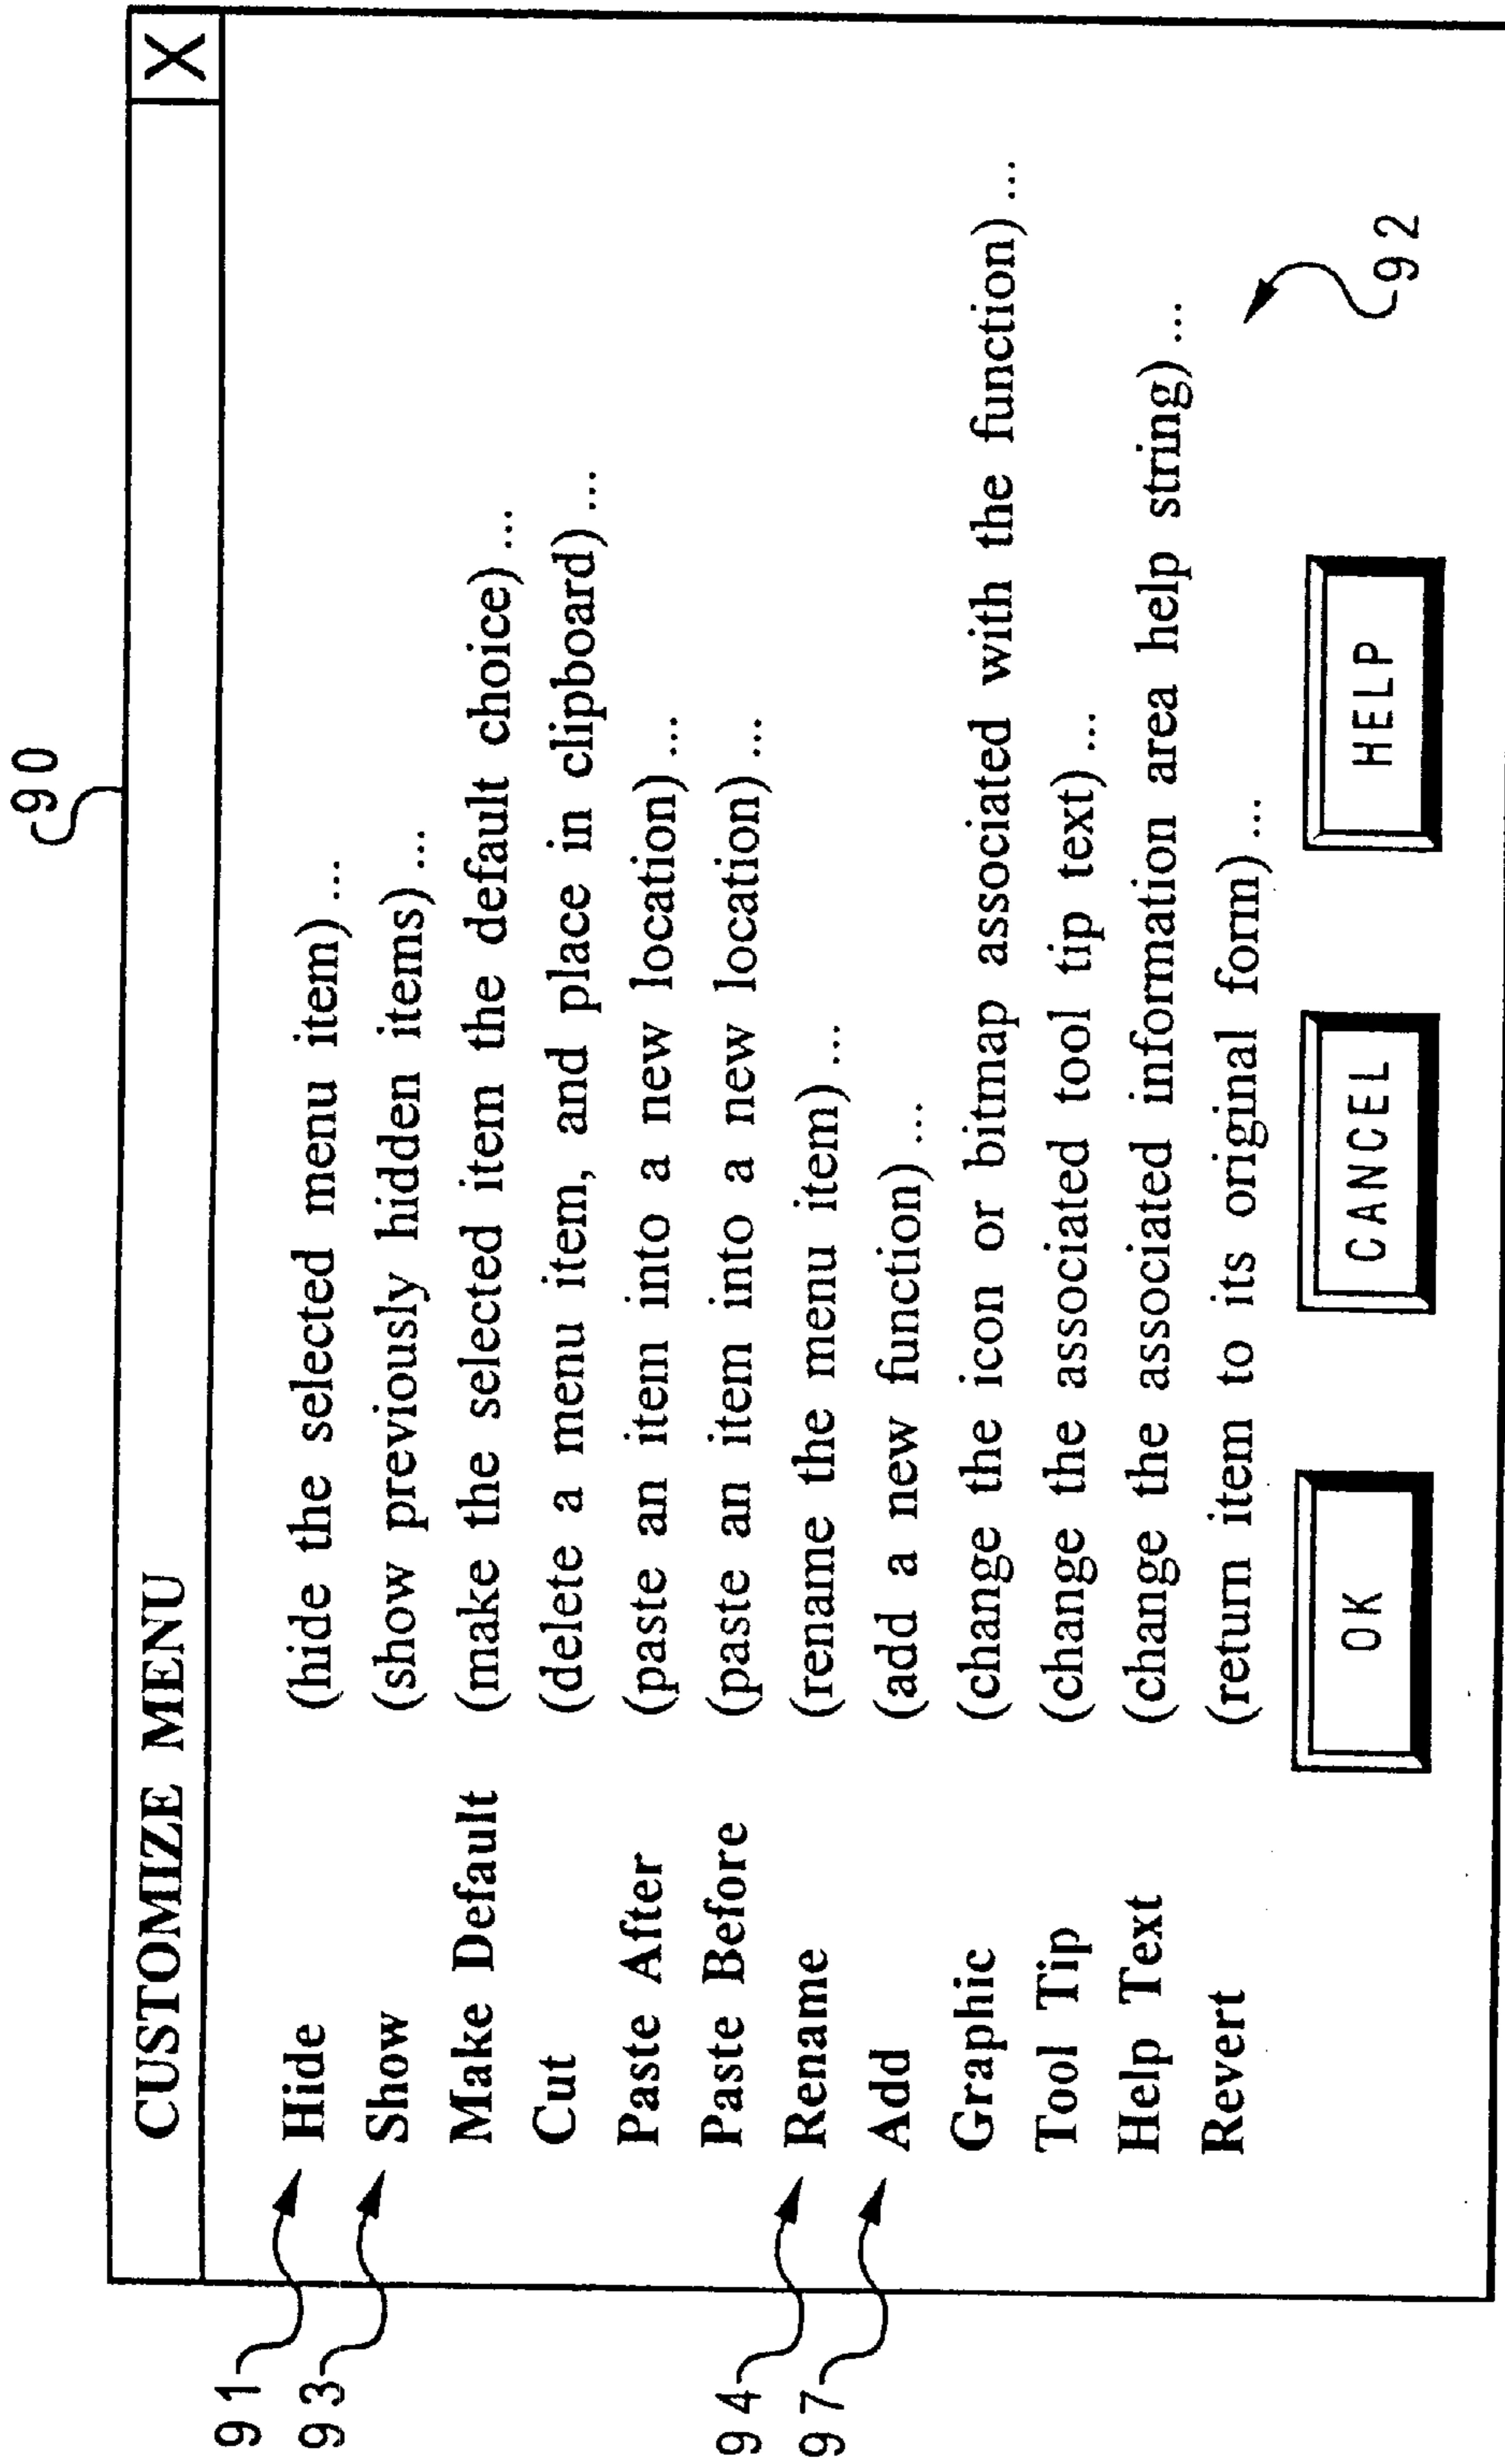 90
CUSTOMIZE MENU X
91 Hide (hide the selected menu item)...
93 Show (show previously hidden items)...
Make Default (make the selected item the default choice)...
Cut (delete a menu item, and place in clipboard)...
Paste After (paste an item into a new location)...
Paste Before (paste an item into a new location)...
94 Rename (rename the menu item)...
97 Add (add a new function)...
Graphic (change the icon or bitmap associated with the function)...
Tool Tip (change the associated tool tip text)...
Help Text (change the associated information area help string)...
Revert (return item to its original form)...
92
OK CANCEL HELP